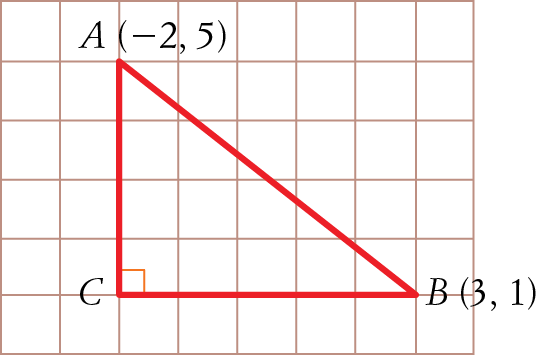 A (−2, 5)
C
B (3, 1)